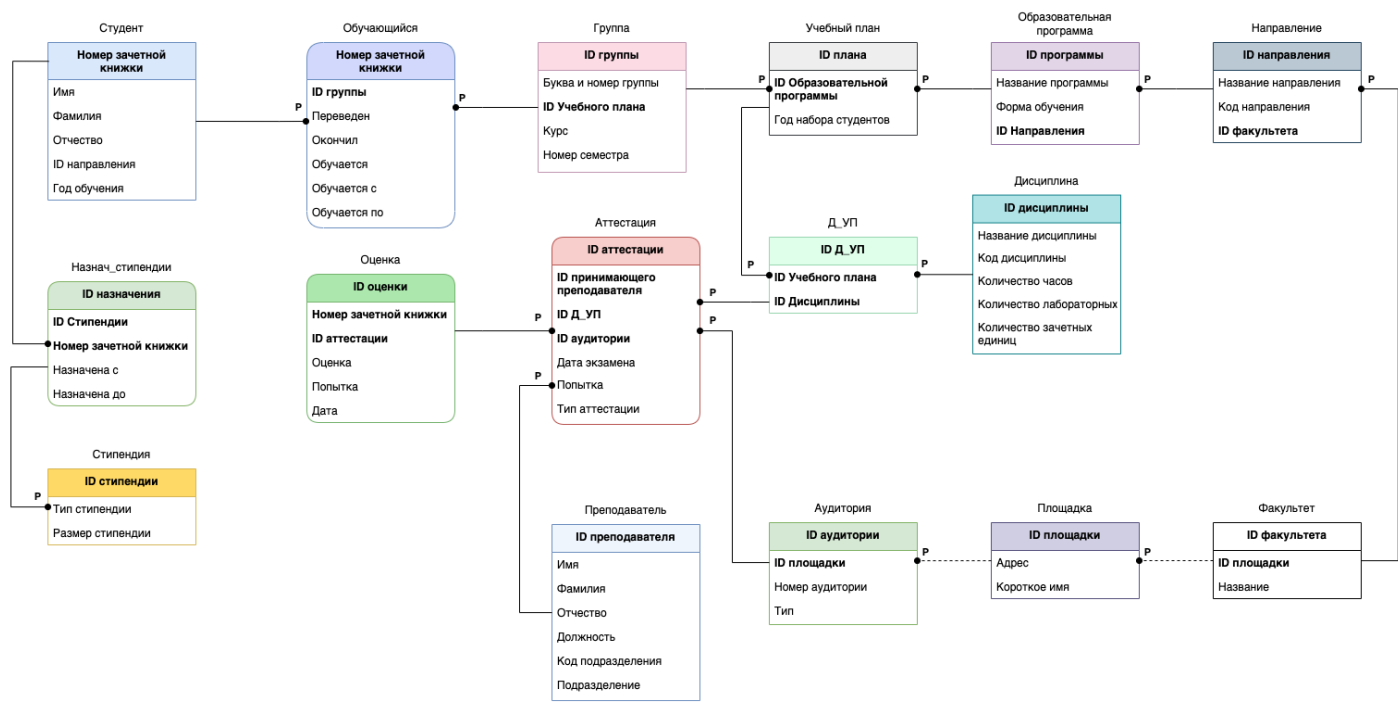 Студент
Номер зачетной
книжки
Имя
Фамилия
Отчество
ID направления
Год обучения
Обучающийся
Номер зачетной
книжки
ID группы
Переведен
Окончил
Обучается
Обучается с
Обучается по
P
Группа
ID группы
Буква и номер группы
ID Учебного плана
Курс
Номер семестра
P
Учебный план
ID плана
ID Образовательной
программы
Год набора студентов
P
Образовательная
программа
ID программы
Название программы
Форма обучения
ID Направления
P
Направление
ID направления
Название направления
Код направления
ID факультета
P
P
Назнач_стипендии
ID назначения
ID Стипендии
Номер зачетной книжки
Назначена с
Назначена до
P
Оценка
ID оценки
Номер зачетной книжки
ID аттестации
Оценка
Попытка
Дата
P
Аттестация
ID аттестации
ID принимающего
преподавателя
ID Д_УП
ID аудитории
Дата экзамена
Попытка
Тип аттестации
P
P
P
Д_УП
ID Д_УП
ID Учебного плана
ID Дисциплины
P
P
Дисциплина
ID дисциплины
Название дисциплины
Код дисциплины
Количество часов
Количество лабораторных
Количество зачетных
единиц
Стипендия
ID стипендии
Тип стипендии
Размер стипендии
P
Преподаватель
ID преподавателя
Имя
Фамилия
Отчество
Должность
Код подразделения
Подразделение
Аудитория
ID аудитории
ID площадки
Номер аудитории
Тип
P
Площадка
ID площадки
Адрес
Короткое имя
P
Факультет
ID факультета
ID площадки
Название